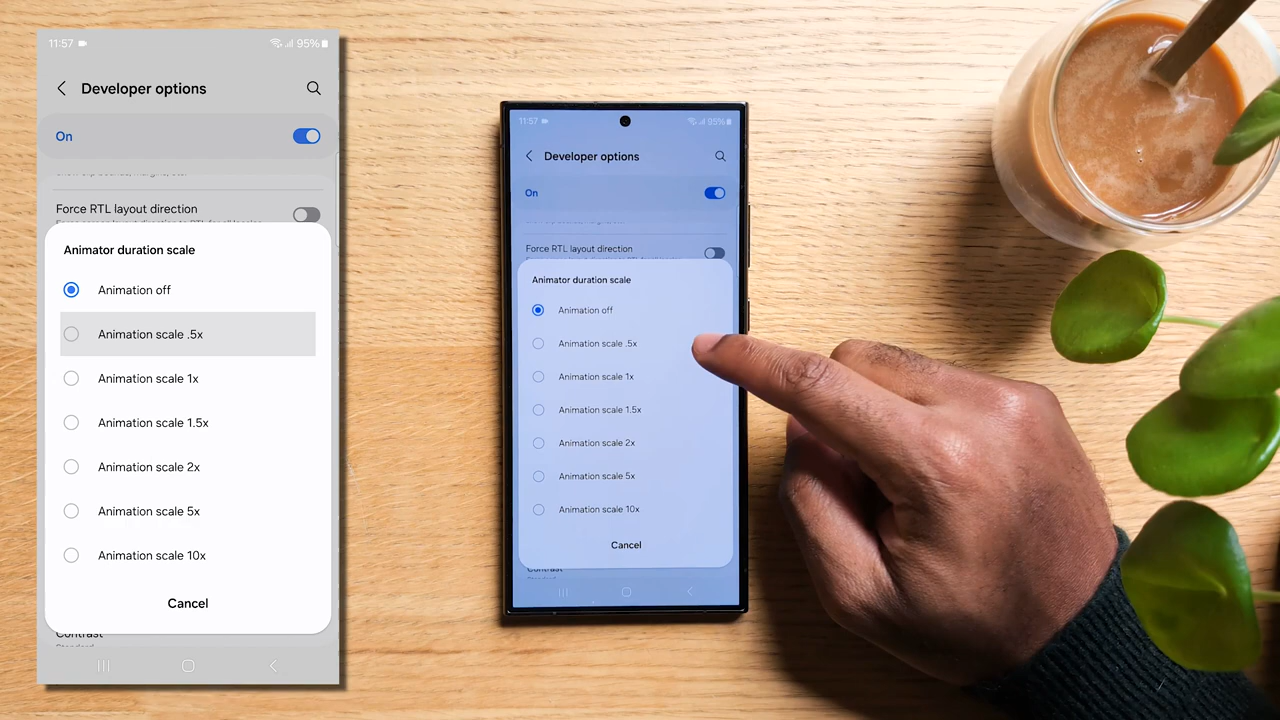 11:57 95%
Developer options
On
Force RTL layout direction
Animator duration scale
Animation off
Animation scale .5x
Animation scale 1x
Animation scale 1.5x
Animation scale 2x
Animation scale 5x
Animation scale 10x
Cancel
Contrast
11:57 95%
Developer options
On
Force RTL layout direction
Animator duration scale
Animation off
Animation scale .5x
Animation scale 1x
Animation scale 1.5x
Animation scale 2x
Animation scale 5x
Animation scale 10x
Cancel
Contrast